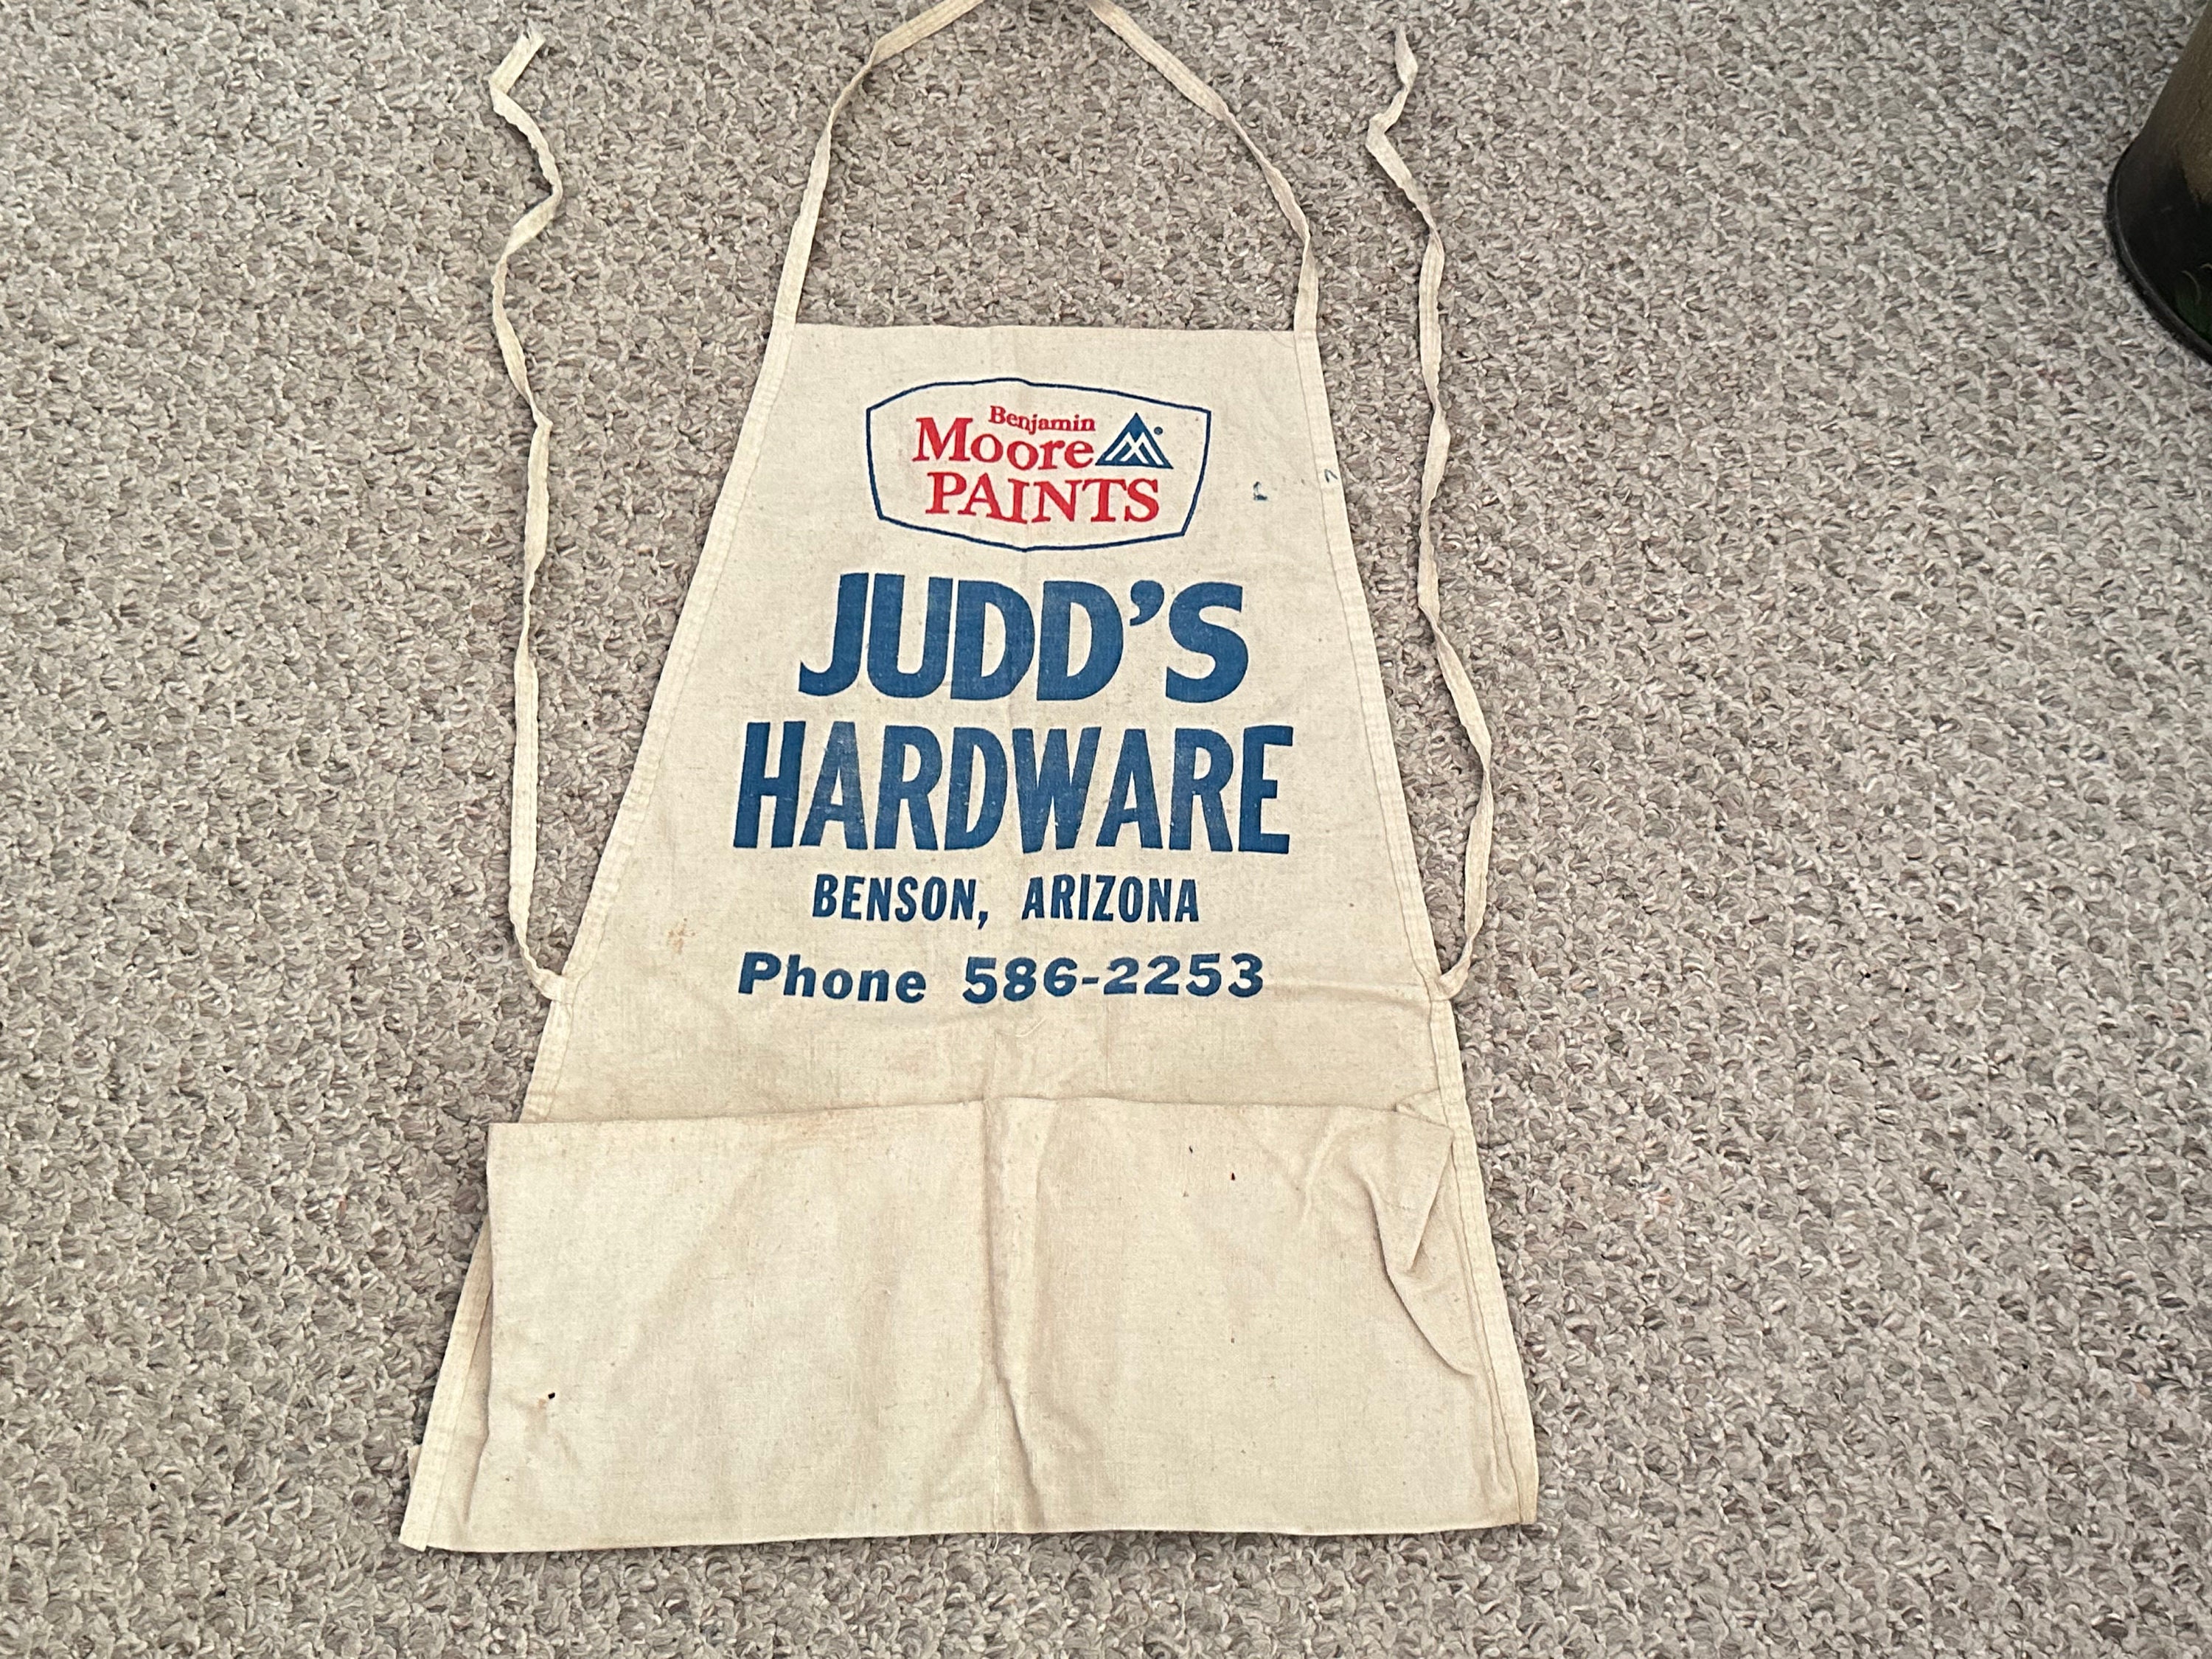 Benjamin
Moore
PAINTS
JUDD'S
HARDWARE
BENSON, ARIZONA
Phone 586-2253